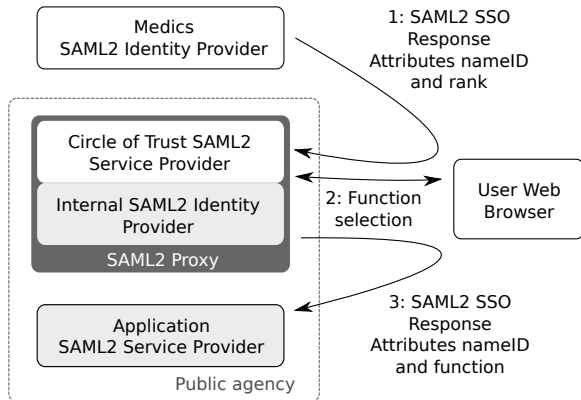 Medics
SAML2 Identity Provider
1: SAML2 SSO
Response
Attributes nameID
and rank
Circle of Trust SAML2
Service Provider
Internal SAML2 Identity
Provider
SAML2 Proxy
2: Function
selection
User Web
Browser
Application
SAML2 Service Provider
3: SAML2 SSO
Response
Attributes nameID
and function
Public agency